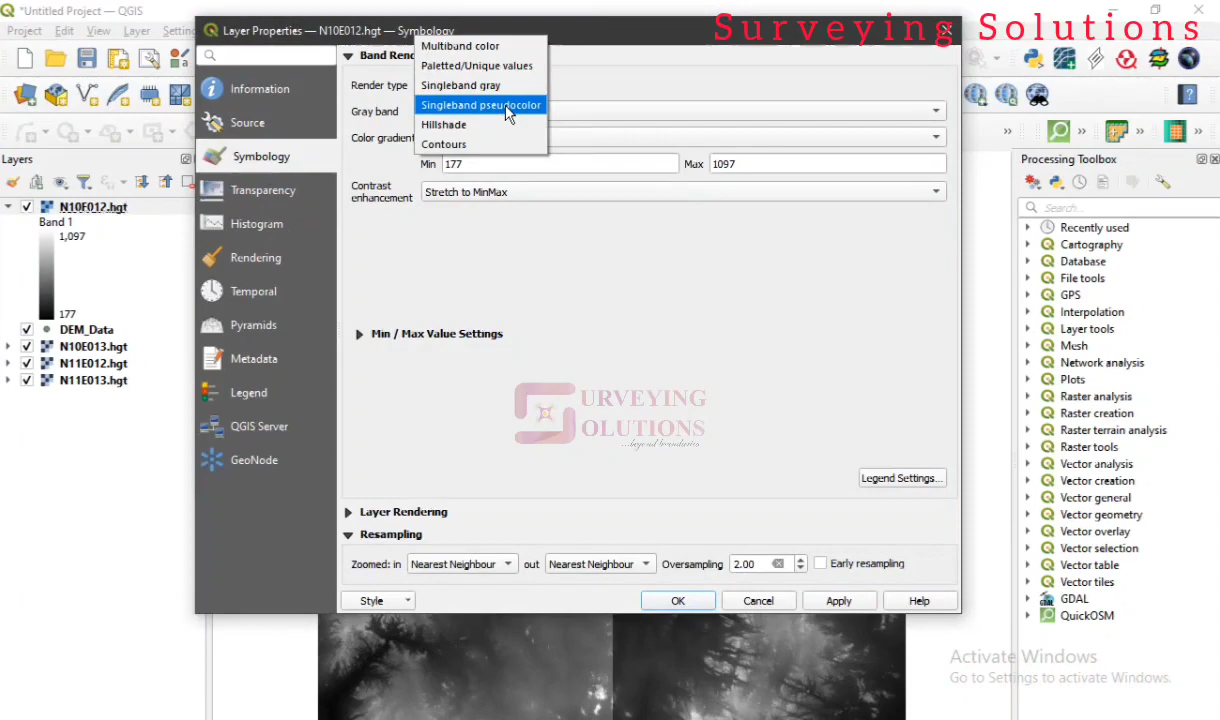 *Untitled Project — QGIS
Surveying Solutions
Project Edit View Layer Settin
Layer Properties — N10E012.hgt — Symbology
Information
Source
Symbology
Transparency
Histogram
Rendering
Temporal
Pyramids
Metadata
Legend
QGIS Server
GeoNode
Band Ren
Render type
Multiband color
Paletted/Unique values
Singleband gray
Singleband pseudocolor
Hillshade
Contours
Gray band
Color gradient
Min 177 Max 1097
Contrast
enhancement
Stretch to MinMax
Min / Max Value Settings
URVEYING
OLUTIONS
...beyond boundaries
Legend Settings...
Layer Rendering
Resampling
Zoomed: in Nearest Neighbour out Nearest Neighbour Oversampling 2.00 Early resampling
Style OK Cancel Apply Help
Layers
N10E012.hgt
Band 1
1,097
177
DEM_Data
N10E013.hgt
N11E012.hgt
N11E013.hgt
Processing Toolbox
Search...
Recently used
Cartography
Database
File tools
GPS
Interpolation
Layer tools
Mesh
Network analysis
Plots
Raster analysis
Raster creation
Raster terrain analysis
Raster tools
Vector analysis
Vector creation
Vector general
Vector geometry
Vector overlay
Vector selection
Vector table
Vector tiles
GDAL
QuickOSM
Activate Windows
Go to Settings to activate Windows.